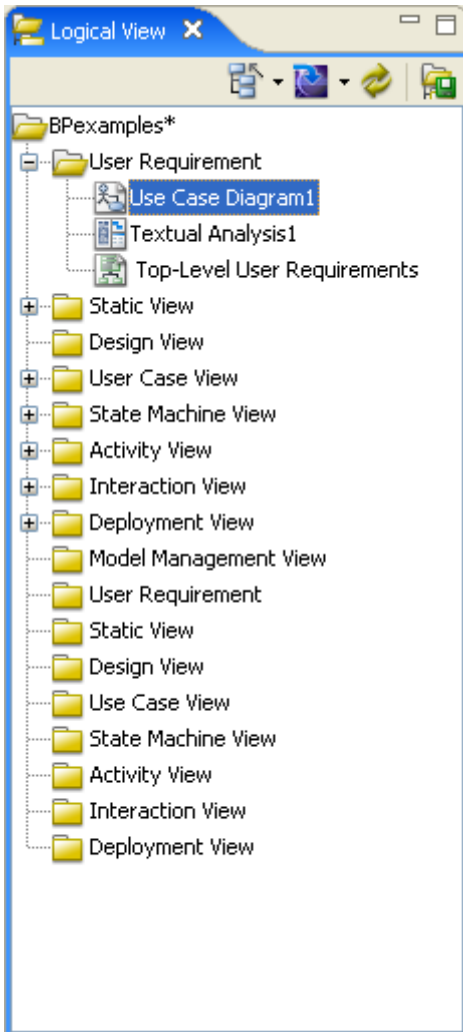 Logical View
BPexamples*
User Requirement
Use Case Diagram1
Textual Analysis1
Top-Level User Requirements
Static View
Design View
User Case View
State Machine View
Activity View
Interaction View
Deployment View
Model Management View
User Requirement
Static View
Design View
Use Case View
State Machine View
Activity View
Interaction View
Deployment View